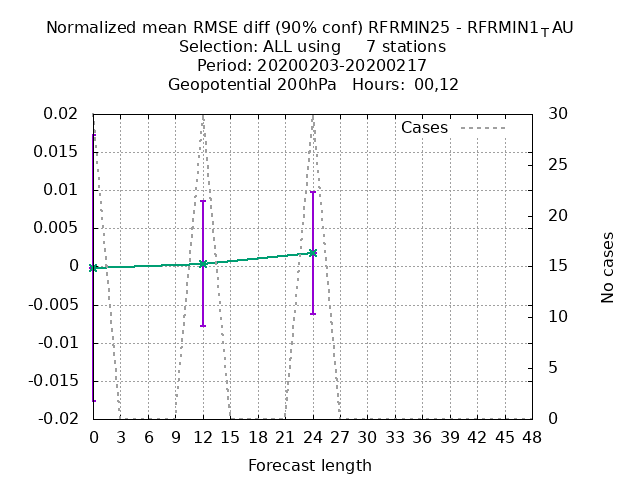 Normalized mean RMSE diff (90% conf) RFRMIN25 - RFRMIN1TAU
Selection: ALL using     7 stations
Period: 20200203-20200217
Geopotential 200hPa   Hours: 00,12
Cases
0.02
0.015
0.01
0.005
0
-0.005
-0.01
-0.015
-0.02
30
25
20
15
10
5
0
No cases
0 3 6 9 12 15 18 21 24 27 30 33 36 39 42 45 48
Forecast length